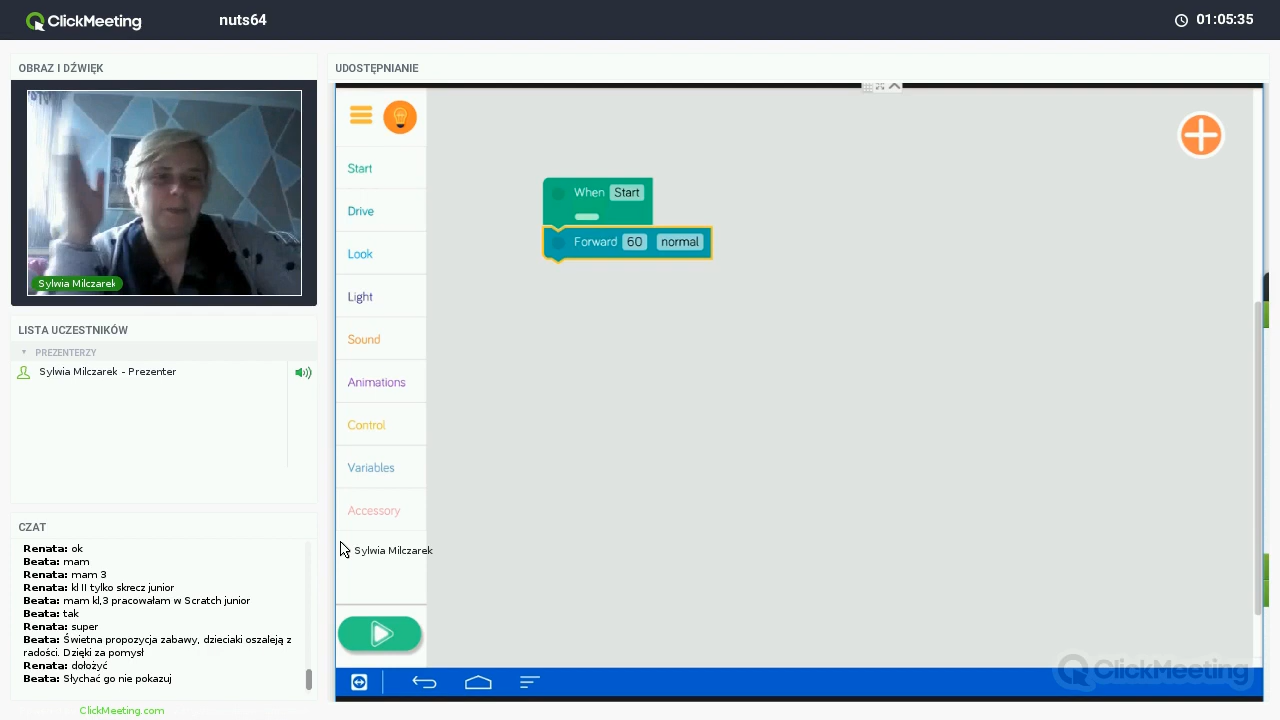 ClickMeeting
nuts64
01:05:35
OBRAZ I DŹWIĘK
Sylwia Milczarek
LISTA UCZESTNIKÓW
PREZENTERZY
Sylwia Milczarek - Prezenter
CZAT
Renata: ok
Beata: mam
Renata: mam 3
Renata: kl II tylko skrecz junior
Beata: mam kl,3 pracowałam w Scratch junior
Beata: tak
Renata: super
Beata: Świetna propozycja zabawy, dzieciaki oszaleją z
radości. Dzięki za pomysł
Renata: dołożyć
Beata: Słychać go nie pokazuj
ClickMeeting.com
UDOSTĘPNIANIE
Start
Drive
Look
Light
Sound
Animations
Control
Variables
Accessory
Sylwia Milczarek
When Start
Forward 60 normal
ClickMeeting